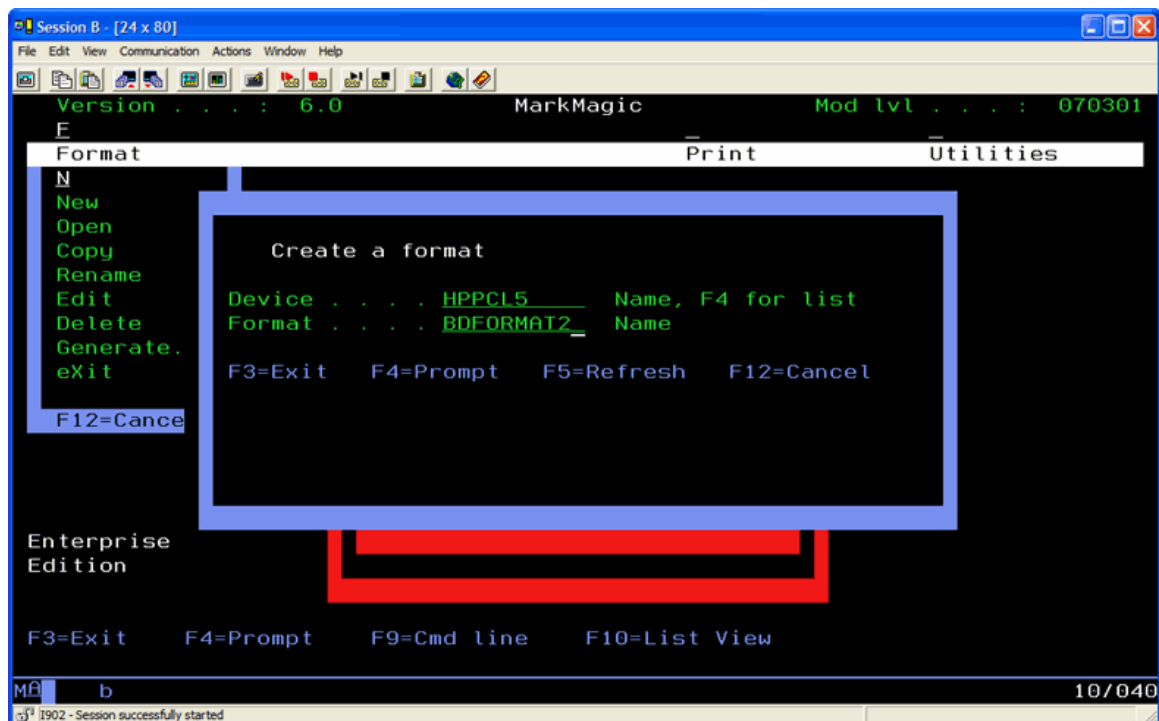 Session B - [24 x 80]
File Edit View Communication Actions Window Help
Version . . . : 6.0 MarkMagic Mod lvl . . . : 070301
F _ _
Format Print Utilities
N
New
Open
Copy Create a format
Rename
Edit Device . . . . HPPCL5 Name, F4 for list
Delete Format . . . . BDFORMAT2_ Name
Generate.
eXit F3=Exit F4=Prompt F5=Refresh F12=Cancel
F12=Cance
Enterprise
Edition
F3=Exit F4=Prompt F9=Cmd line F10=List View
MA b 10/040
I902 - Session successfully started